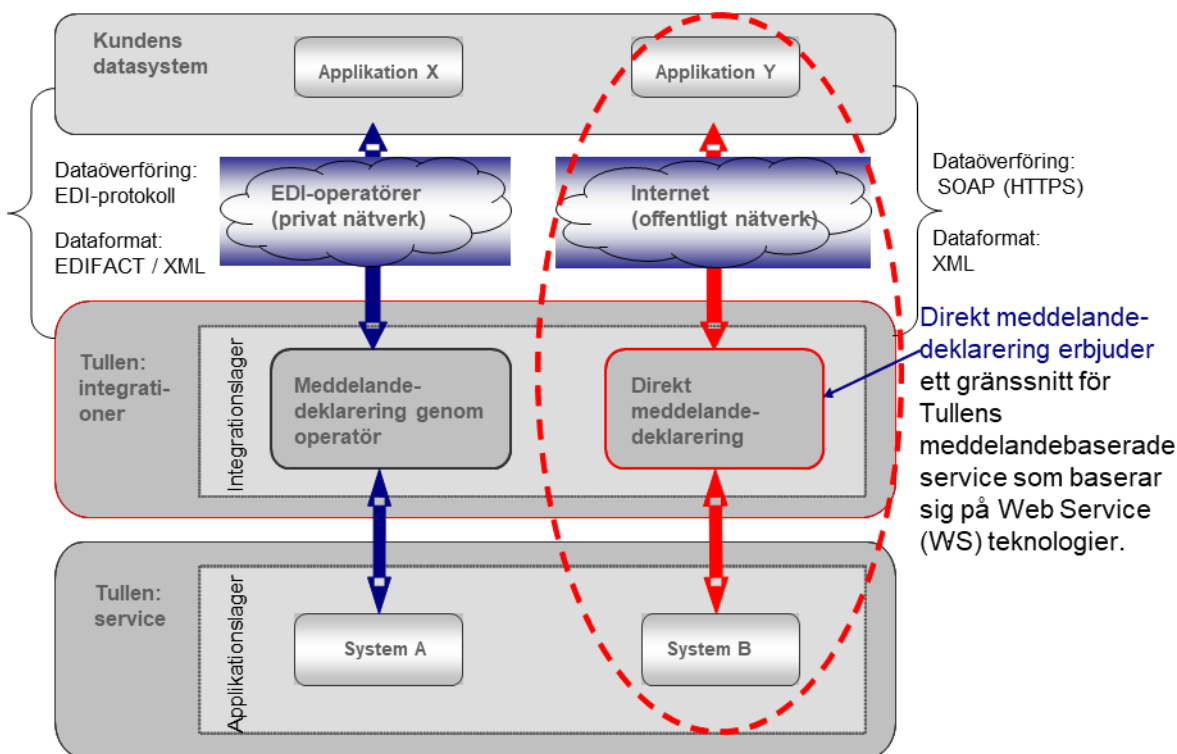 Kundens
datasystem
Applikation X
Applikation Y
Dataöverföring:
EDI-protokoll
Dataformat:
EDIFACT / XML
EDI-operatörer
(privat nätverk)
Internet
(offentligt nätverk)
Dataöverföring:
SOAP (HTTPS)
Dataformat:
XML
Tullen:
integrati-
oner
Integrationslager
Meddelande-
deklarering genom
operatör
Direkt
meddelande-
deklarering
Direkt meddelande-
deklarering erbjuder
ett gränssnitt för
Tullens
meddelandebaserade
service som baserar
sig på Web Service
(WS) teknologier.
Tullen:
service
Applikationslager
System A
System B